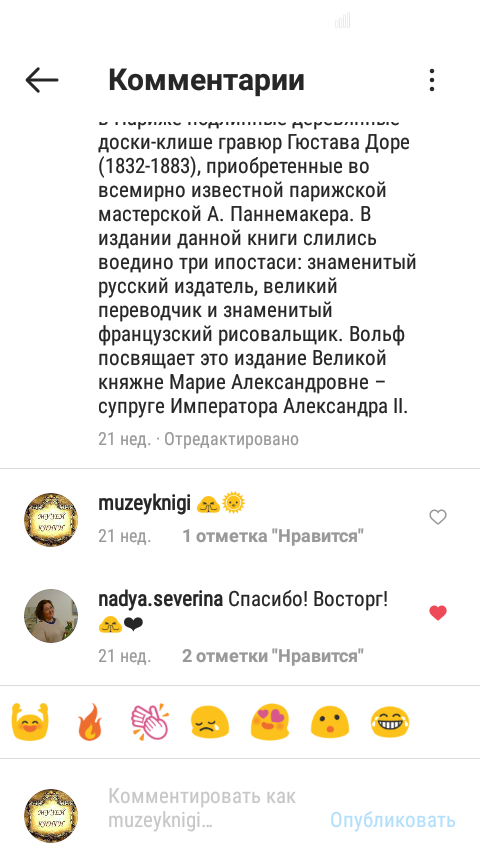 Комментарии
в Париже подлинные деревянные
доски-клише гравюр Гюстава Доре
(1832-1883), приобретенные во
всемирно известной парижской
мастерской А. Паннемакера. В
издании данной книги слились
воедино три ипостаси: знаменитый
русский издатель, великий
переводчик и знаменитый
французский рисовальщик. Вольф
посвящает это издание Великой
княжне Марие Александровне –
супруге Императора Александра II.
21 нед. · Отредактировано
muzeyknigi 🙏🌞
21 нед. 1 отметка "Нравится"
nadya.severina Спасибо! Восторг!
🙏❤
21 нед. 2 отметки "Нравится"
Комментировать как
muzeyknigi... Опубликовать
МУЗЕЙ
КНИГИ